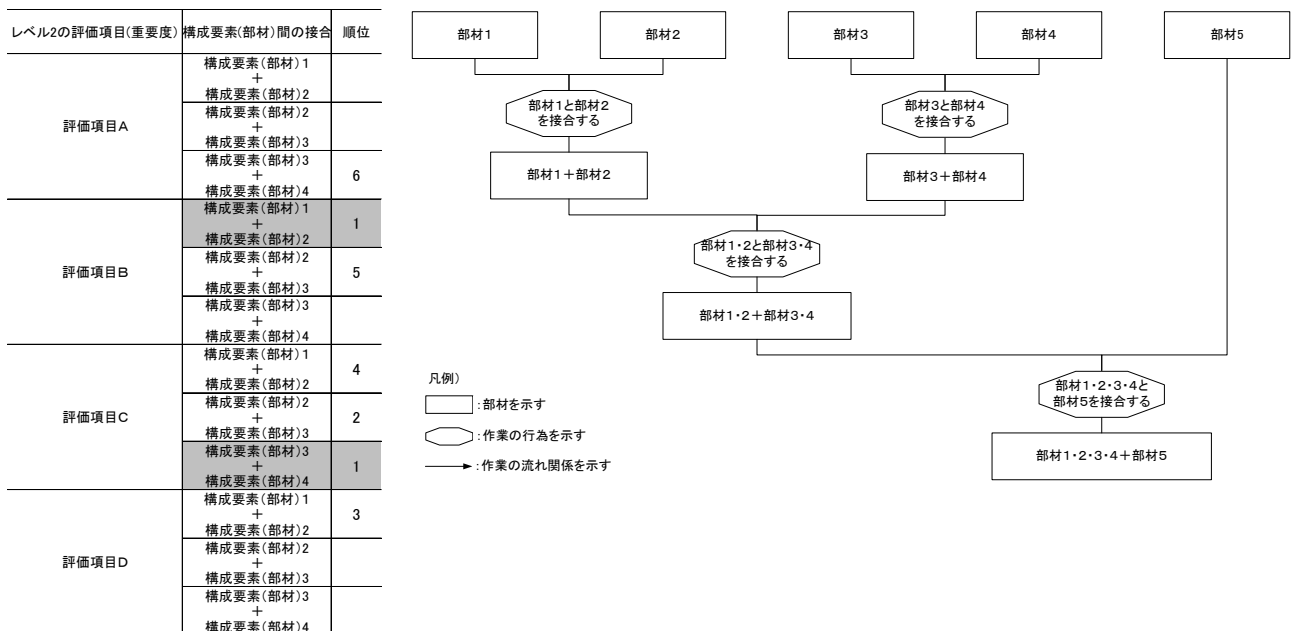 レベル2の評価項目(重要度) 構成要素(部材)間の接合 順位
評価項目A
構成要素(部材)1
+
構成要素(部材)2
構成要素(部材)2
+
構成要素(部材)3
構成要素(部材)3
+
構成要素(部材)4
6
評価項目B
構成要素(部材)1
+
構成要素(部材)2
1
構成要素(部材)2
+
構成要素(部材)3
5
構成要素(部材)3
+
構成要素(部材)4
評価項目C
構成要素(部材)1
+
構成要素(部材)2
4
構成要素(部材)2
+
構成要素(部材)3
2
構成要素(部材)3
+
構成要素(部材)4
1
評価項目D
構成要素(部材)1
+
構成要素(部材)2
3
構成要素(部材)2
+
構成要素(部材)3
構成要素(部材)3
+
構成要素(部材)4
部材1
部材2
部材3
部材4
部材5
部材1と部材2
を接合する
部材3と部材4
を接合する
部材1+部材2
部材3+部材4
部材1・2と部材3・4
を接合する
部材1・2+部材3・4
部材1・2・3・4と
部材5を接合する
部材1・2・3・4+部材5
凡例)
:部材を示す
:作業の行為を示す
:作業の流れ関係を示す